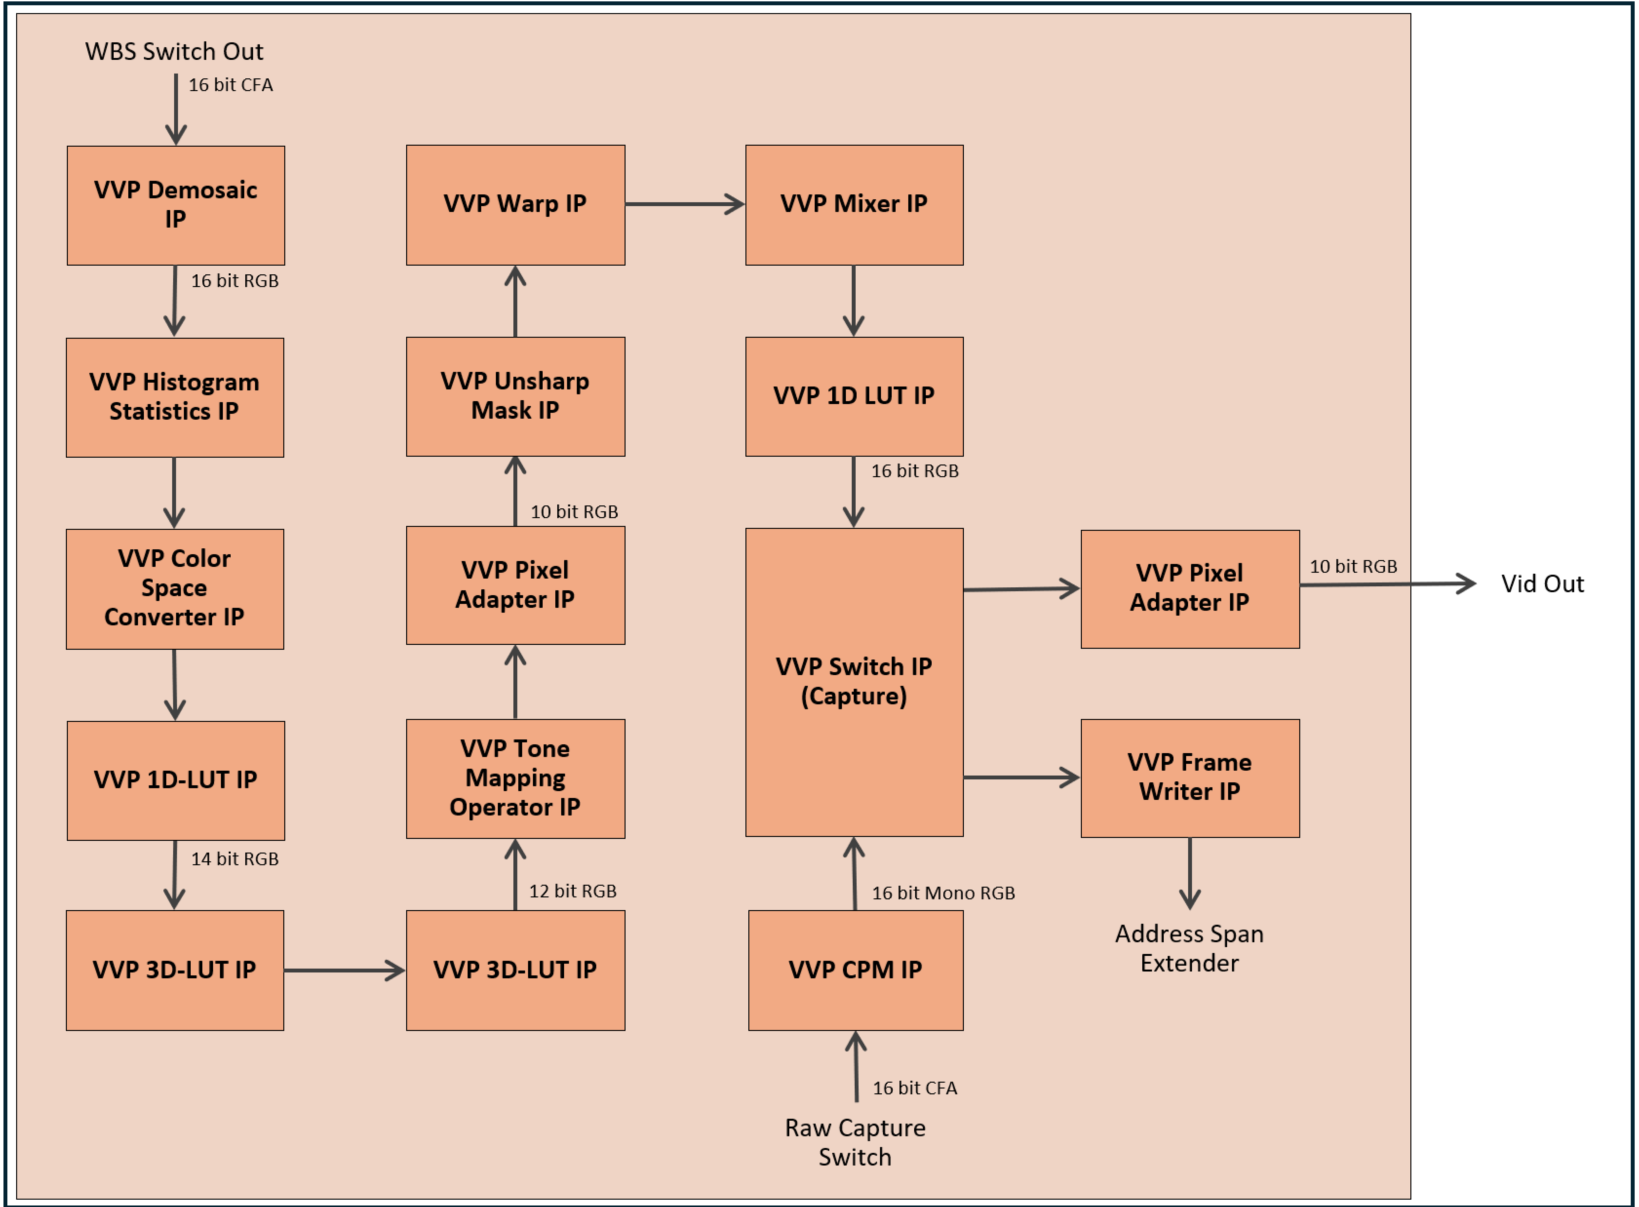 WBS Switch Out
16 bit CFA
VVP Demosaic
IP
16 bit RGB
VVP Histogram
Statistics IP
VVP Color
Space
Converter IP
VVP 1D-LUT IP
14 bit RGB
VVP 3D-LUT IP
VVP 3D-LUT IP
12 bit RGB
VVP Tone
Mapping
Operator IP
VVP Pixel
Adapter IP
10 bit RGB
VVP Unsharp
Mask IP
VVP Warp IP
VVP Mixer IP
VVP 1D LUT IP
16 bit RGB
VVP Switch IP
(Capture)
16 bit Mono RGB
VVP CPM IP
16 bit CFA
Raw Capture
Switch
VVP Pixel
Adapter IP
10 bit RGB
Vid Out
VVP Frame
Writer IP
Address Span
Extender